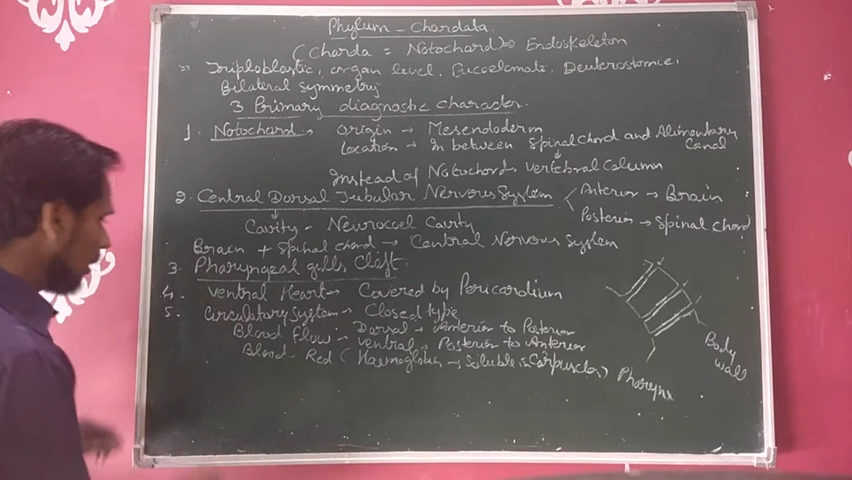 Phylum - Chordata
(Chorda = Notochord) ⇒ Endoskeleton
⇒ Triploblastic, organ level, Eucoelomate, Deuterostomic,
Bilateral symmetry
3 Primary diagnostic character
1. Notochord → Origin → Mesendoderm
Location → In between Spinal chord and Alimentary
Canal
Instead of Notochord → Vertebral Column
2. Central Dorsal Tubular Nervous System
Anterior → Brain
Posterior → Spinal chord
Cavity - Neurocoel Cavity
Brain + Spinal chord → Central Nervous System
3. Pharyngeal gills Cleft
4. Ventral Heart → Covered by Pericardium
5. Circulatory System → Closed type
Blood flow - Dorsal → Anterior to Posterior
Ventral → Posterior to Anterior
Blood - Red (Haemoglobin → Soluble in Corpuscles)
Body
wall
Pharynx